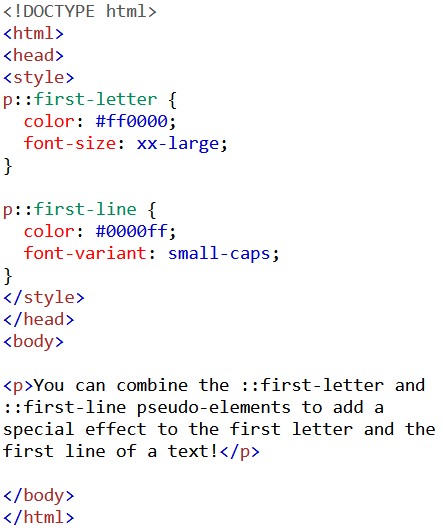 <!DOCTYPE html>
<html>
<head>
<style>
p::first-letter {
  color: #ff0000;
  font-size: xx-large;
}

p::first-line {
  color: #0000ff;
  font-variant: small-caps;
}
</style>
</head>
<body>

<p>You can combine the ::first-letter and
::first-line pseudo-elements to add a
special effect to the first letter and the
first line of a text!</p>

</body>
</html>